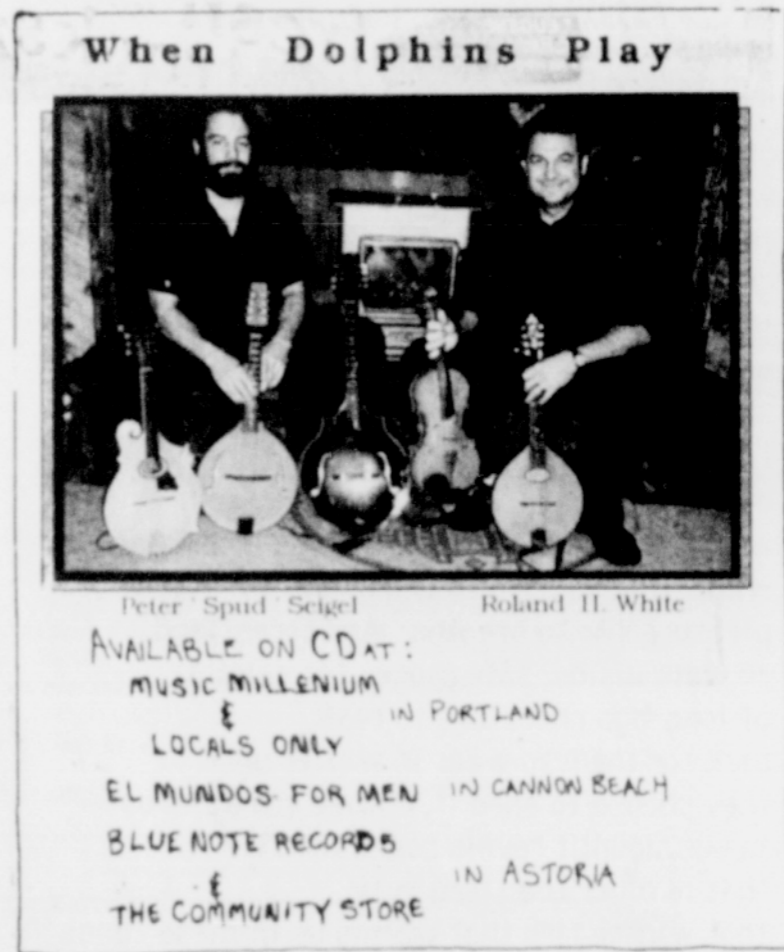 When Dolphins Play
Peter "Spud" Seigel Roland H. White
AVAILABLE ON CD AT:
MUSIC MILLENIUM
& IN PORTLAND
LOCALS ONLY
EL MUNDOS FOR MEN IN CANNON BEACH
BLUE NOTE RECORDS
& IN ASTORIA
THE COMMUNITY STORE